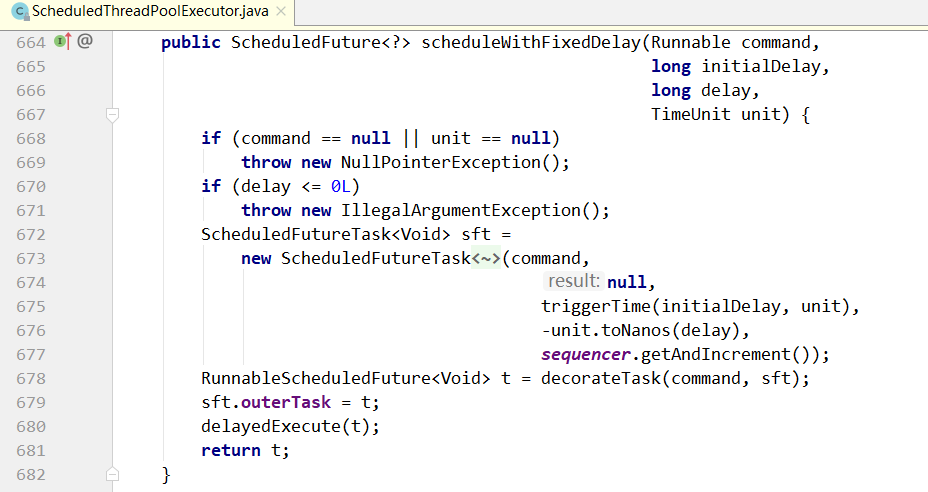 ScheduledThreadPoolExecutor.java ×
664 public ScheduledFuture<?> scheduleWithFixedDelay(Runnable command,
665 long initialDelay,
666 long delay,
667 TimeUnit unit) {
668 if (command == null || unit == null)
669 throw new NullPointerException();
670 if (delay <= 0L)
671 throw new IllegalArgumentException();
672 ScheduledFutureTask<Void> sft =
673 new ScheduledFutureTask<~>(command,
674 result: null,
675 triggerTime(initialDelay, unit),
676 -unit.toNanos(delay),
677 sequencer.getAndIncrement());
678 RunnableScheduledFuture<Void> t = decorateTask(command, sft);
679 sft.outerTask = t;
680 delayedExecute(t);
681 return t;
682 }